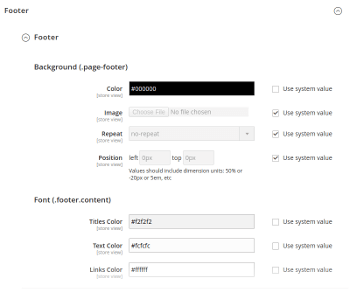 Footer
Footer
Background (.page-footer)
Color #000000 Use system value
[store view]
Image Choose File No file chosen Use system value
[store view]
Repeat no-repeat Use system value
[store view]
Position left 0px top 0px Use system value
[store view]
Values should include dimension units: 50% or
-20px or 5em, etc
Font (.footer.content)
Titles Color #f2f2f2 Use system value
[store view]
Text Color #fcfcfc Use system value
[store view]
Links Color #ffffff Use system value
[store view]